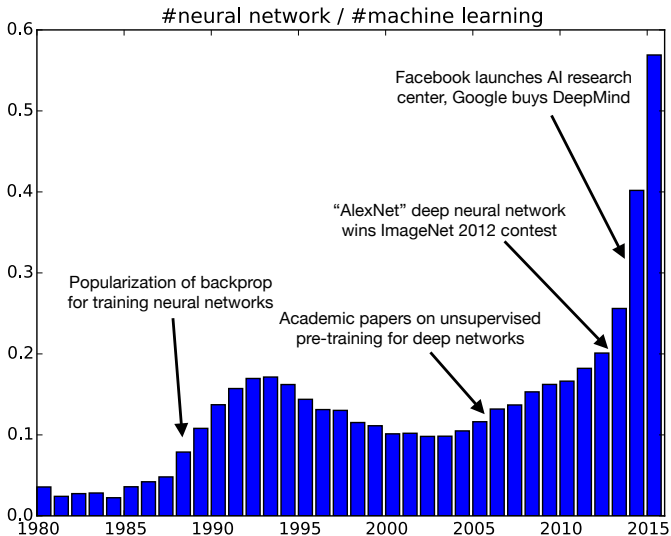 #neural network / #machine learning
0.6
0.5
0.4
0.3
0.2
0.1
0.0
Facebook launches AI research
center, Google buys DeepMind
“AlexNet” deep neural network
wins ImageNet 2012 contest
Popularization of backprop
for training neural networks
Academic papers on unsupervised
pre-training for deep networks
1980 1985 1990 1995 2000 2005 2010 2015